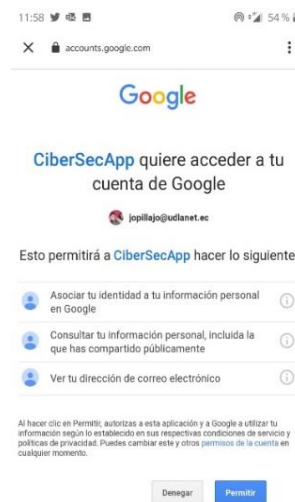 11:58 54 %
accounts.google.com
Google
CiberSecApp quiere acceder a tu
cuenta de Google
jopillajo@udlanet.ec
Esto permitirá a CiberSecApp hacer lo siguiente
Asociar tu identidad a tu información personal
en Google
Consultar tu información personal, incluida la
que has compartido públicamente
Ver tu dirección de correo electrónico
Al hacer clic en Permitir, autorizas a esta aplicación y a Google a utilizar tu
información según lo establecido en sus respectivas condiciones de servicio y
políticas de privacidad. Puedes cambiar este y otros permisos de la cuenta en
cualquier momento.
Denegar Permitir